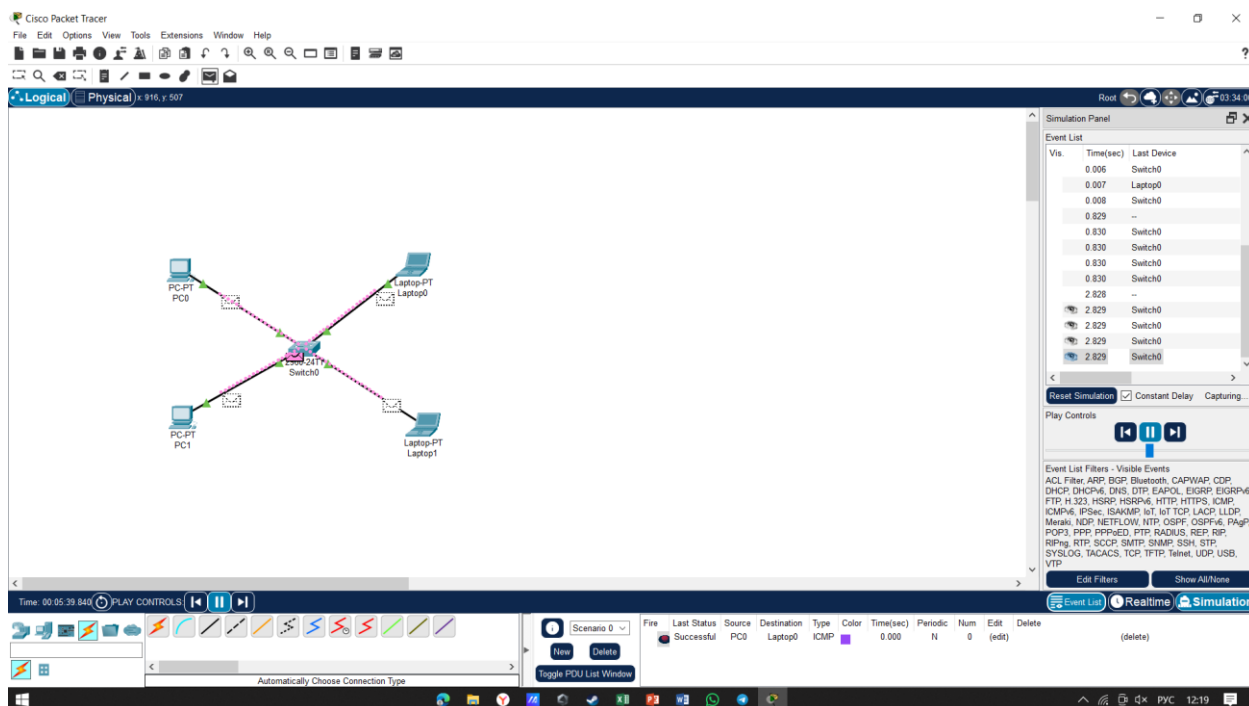 Cisco Packet Tracer
File Edit Options View Tools Extensions Window Help
?
Logical Physical x: 916, y: 507
Root 03:34:0
Simulation Panel
Event List
Vis. Time(sec) Last Device
0.006 Switch0
0.007 Laptop0
0.008 Switch0
0.829 --
0.830 Switch0
0.830 Switch0
0.830 Switch0
0.830 Switch0
2.828 --
2.829 Switch0
2.829 Switch0
2.829 Switch0
2.829 Switch0
PC-PT
PC0
Laptop-PT
Laptop0
Switch0
PC-PT
PC1
Laptop-PT
Laptop1
Reset Simulation Constant Delay Capturing...
Play Controls
Event List Filters - Visible Events
ACL Filter, ARP, BGP, Bluetooth, CAPWAP, CDP,
DHCP, DHCPv6, DNS, DTP, EAPOL, EIGRP, EIGRPv6
FTP, H.323, HSRP, HSRPv6, HTTP, HTTPS, ICMP,
ICMPv6, IPSec, ISAKMP, IoT, IoT TCP, LACP, LLDP,
Meraki, NDP, NETFLOW, NTP, OSPF, OSPFv6, PAgP
POP3, PPP, PPPoED, PTP, RADIUS, REP, RIP,
RIPng, RTP, SCCP, SMTP, SNMP, SSH, STP,
SYSLOG, TACACS, TCP, TFTP, Telnet, UDP, USB,
VTP
Edit Filters Show All/None
Time: 00:05:39.840 PLAY CONTROLS:
Event List Realtime Simulation
Scenario 0
New Delete
Toggle PDU List Window
Fire Last Status Source Destination Type Color Time(sec) Periodic Num Edit Delete
Successful PC0 Laptop0 ICMP 0.000 N 0 (edit) (delete)
Automatically Choose Connection Type
РУС 12:19